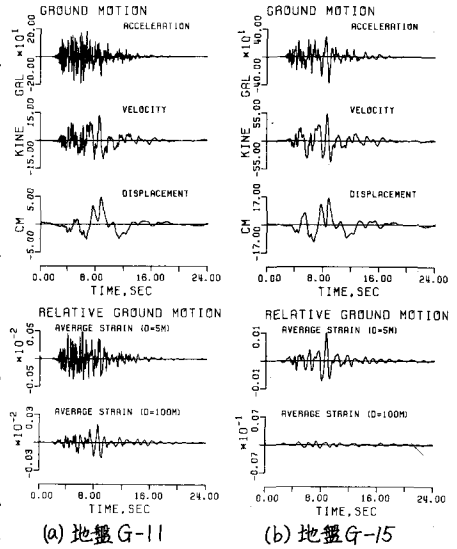 GROUND MOTION
ACCELERATION
GAL *10¹
20.00
-20.00
VELOCITY
KINE
15.00
-15.00
DISPLACEMENT
CM
5.00
-5.00
0.00 8.00 16.00 24.00
TIME, SEC
RELATIVE GROUND MOTION
AVERAGE STRAIN (D=5M)
*10⁻²
0.05
-0.05
AVERAGE STRAIN (D=100M)
*10⁻²
0.03
-0.03
0.00 8.00 16.00 24.00
TIME, SEC
(a) 地盤 G-11
GROUND MOTION
ACCELERATION
GAL *10¹
40.00
-40.00
VELOCITY
KINE
55.00
-55.00
DISPLACEMENT
CM
17.00
-17.00
0.00 8.00 16.00 24.00
TIME, SEC
RELATIVE GROUND MOTION
AVERAGE STRAIN (D=5M)
0.01
-0.01
AVERAGE STRAIN (D=100M)
*10⁻¹
0.07
-0.07
0.00 8.00 16.00 24.00
TIME, SEC
(b) 地盤 G-15